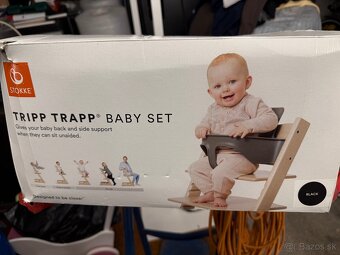 STOKKE
TRIPP TRAPP® BABY SET
Gives your baby back and side support
when they can sit unaided.
Designed to be closer™
BLACK
Bazos.sk